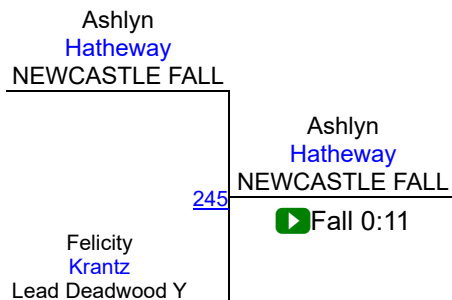 Ashlyn
Hatheway
NEWCASTLE FALL
Ashlyn
Hatheway
NEWCASTLE FALL
245
Fall 0:11
Felicity
Krantz
Lead Deadwood Y